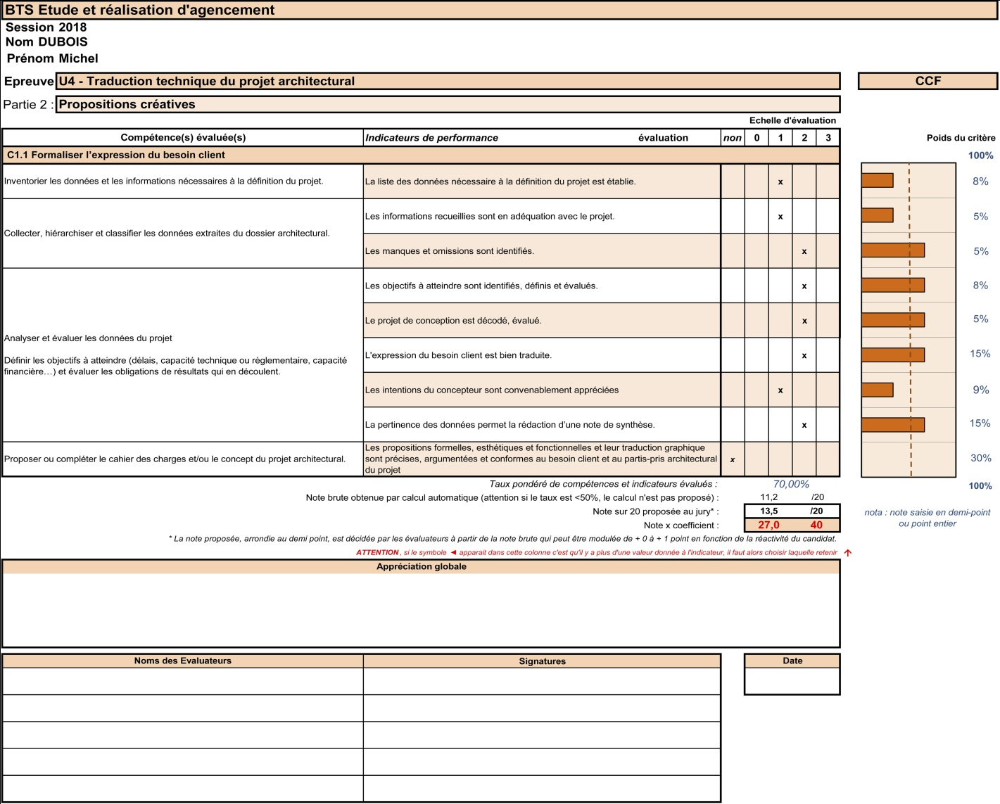 BTS Etude et réalisation d'agencement
Session 2018
Nom DUBOIS
Prénom Michel
Epreuve U4 - Traduction technique du projet architectural
CCF
Partie 2 : Propositions créatives
Echelle d'évaluation
Compétence(s) évaluée(s) Indicateurs de performance évaluation non 0 1 2 3
Poids du critère
C1.1 Formaliser l'expression du besoin client
100%
Inventorier les données et les informations nécessaires à la définition du projet.
La liste des données nécessaire à la définition du projet est établie. x
8%
Collecter, hiérarchiser et classifier les données extraites du dossier architectural.
Les informations recueillies sont en adéquation avec le projet. x
5%
Les manques et omissions sont identifiés. x
5%
Analyser et évaluer les données du projet
Définir les objectifs à atteindre (délais, capacité technique ou règlementaire, capacité
financière…) et évaluer les obligations de résultats qui en découlent.
Les objectifs à atteindre sont identifiés, définis et évalués. x
8%
Le projet de conception est décodé, évalué. x
5%
L'expression du besoin client est bien traduite. x
15%
Les intentions du concepteur sont convenablement appréciées x
9%
La pertinence des données permet la rédaction d'une note de synthèse. x
15%
Proposer ou compléter le cahier des charges et/ou le concept du projet architectural.
Les propositions formelles, esthétiques et fonctionnelles et leur traduction graphique
sont précises, argumentées et conformes au besoin client et au partis-pris architectural
du projet
x
30%
Taux pondéré de compétences et indicateurs évalués : 70,00%
100%
Note brute obtenue par calcul automatique (attention si le taux est <50%, le calcul n'est pas proposé) : 11,2 /20
Note sur 20 proposée au jury* : 13,5 /20
nota : note saisie en demi-point
ou point entier
Note x coefficient : 27,0 40
* La note proposée, arrondie au demi point, est décidée par les évaluateurs à partir de la note brute qui peut être modulée de + 0 à + 1 point en fonction de la réactivité du candidat.
ATTENTION, si le symbole ◄ apparait dans cette colonne c'est qu'il y a plus d'une valeur donnée à l'indicateur, il faut alors choisir laquelle retenir ↑
Appréciation globale
Noms des Evaluateurs Signatures Date